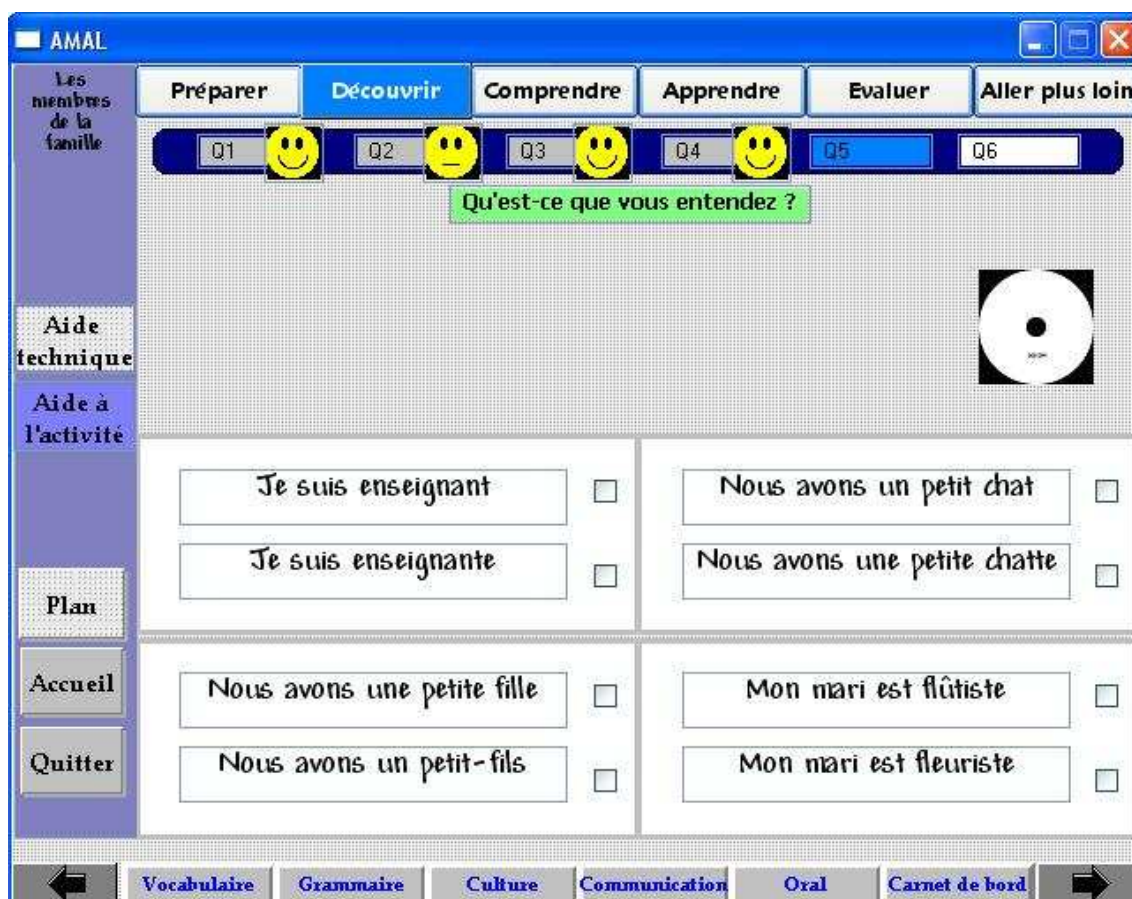 AMAL
Les
membres
de la
famille
Préparer
Découvrir
Comprendre
Apprendre
Evaluer
Aller plus loin
Q1
Q2
Q3
Q4
Q5
Q6
Qu'est-ce que vous entendez ?
Aide
technique
Aide à
l'activité
Plan
Accueil
Quitter
Je suis enseignant
Je suis enseignante
Nous avons un petit chat
Nous avons une petite chatte
Nous avons une petite fille
Nous avons un petit-fils
Mon mari est flûtiste
Mon mari est fleuriste
Vocabulaire
Grammaire
Culture
Communication
Oral
Carnet de bord